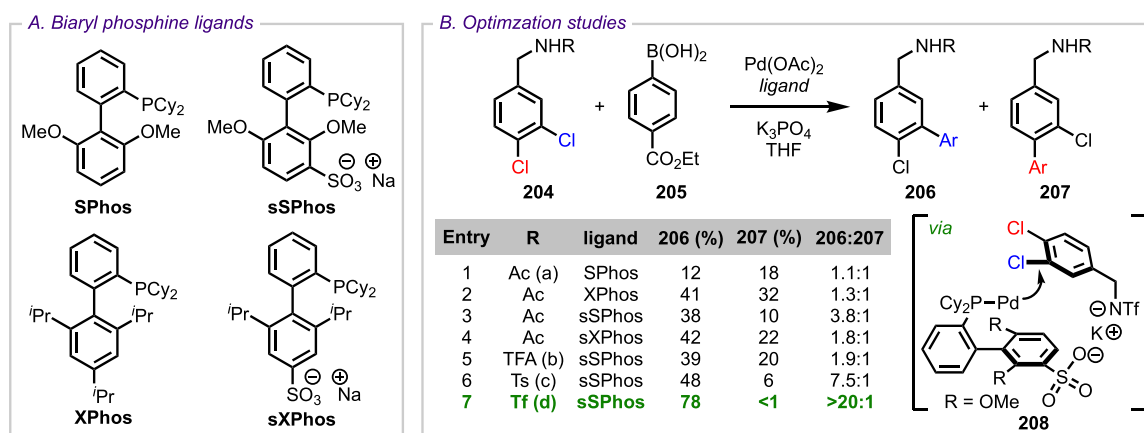 A. Biaryl phosphine ligands
PCy₂
MeO
OMe
SPhos
PCy₂
MeO
OMe
SO₃
⊖
⊕
Na
sSPhos
PCy₂
ⁱPr
ⁱPr
ⁱPr
XPhos
PCy₂
ⁱPr
ⁱPr
SO₃
⊖
⊕
Na
sXPhos
B. Optimzation studies
NHR
Cl
Cl
204
+
B(OH)₂
CO₂Et
205
Pd(OAc)₂
ligand
K₃PO₄
THF
NHR
Cl
Ar
206
+
NHR
Cl
Ar
207
Entry R ligand 206 (%) 207 (%) 206:207
1 Ac (a) SPhos 12 18 1.1:1
2 Ac XPhos 41 32 1.3:1
3 Ac sSPhos 38 10 3.8:1
4 Ac sXPhos 42 22 1.8:1
5 TFA (b) sSPhos 39 20 1.9:1
6 Ts (c) sSPhos 48 6 7.5:1
7 Tf (d) sSPhos 78 <1 >20:1
via
Cl
Cl
Cy₂P–Pd
⊖NTf
K⊕
R
R
O⊖
S
O
O
R = OMe
208